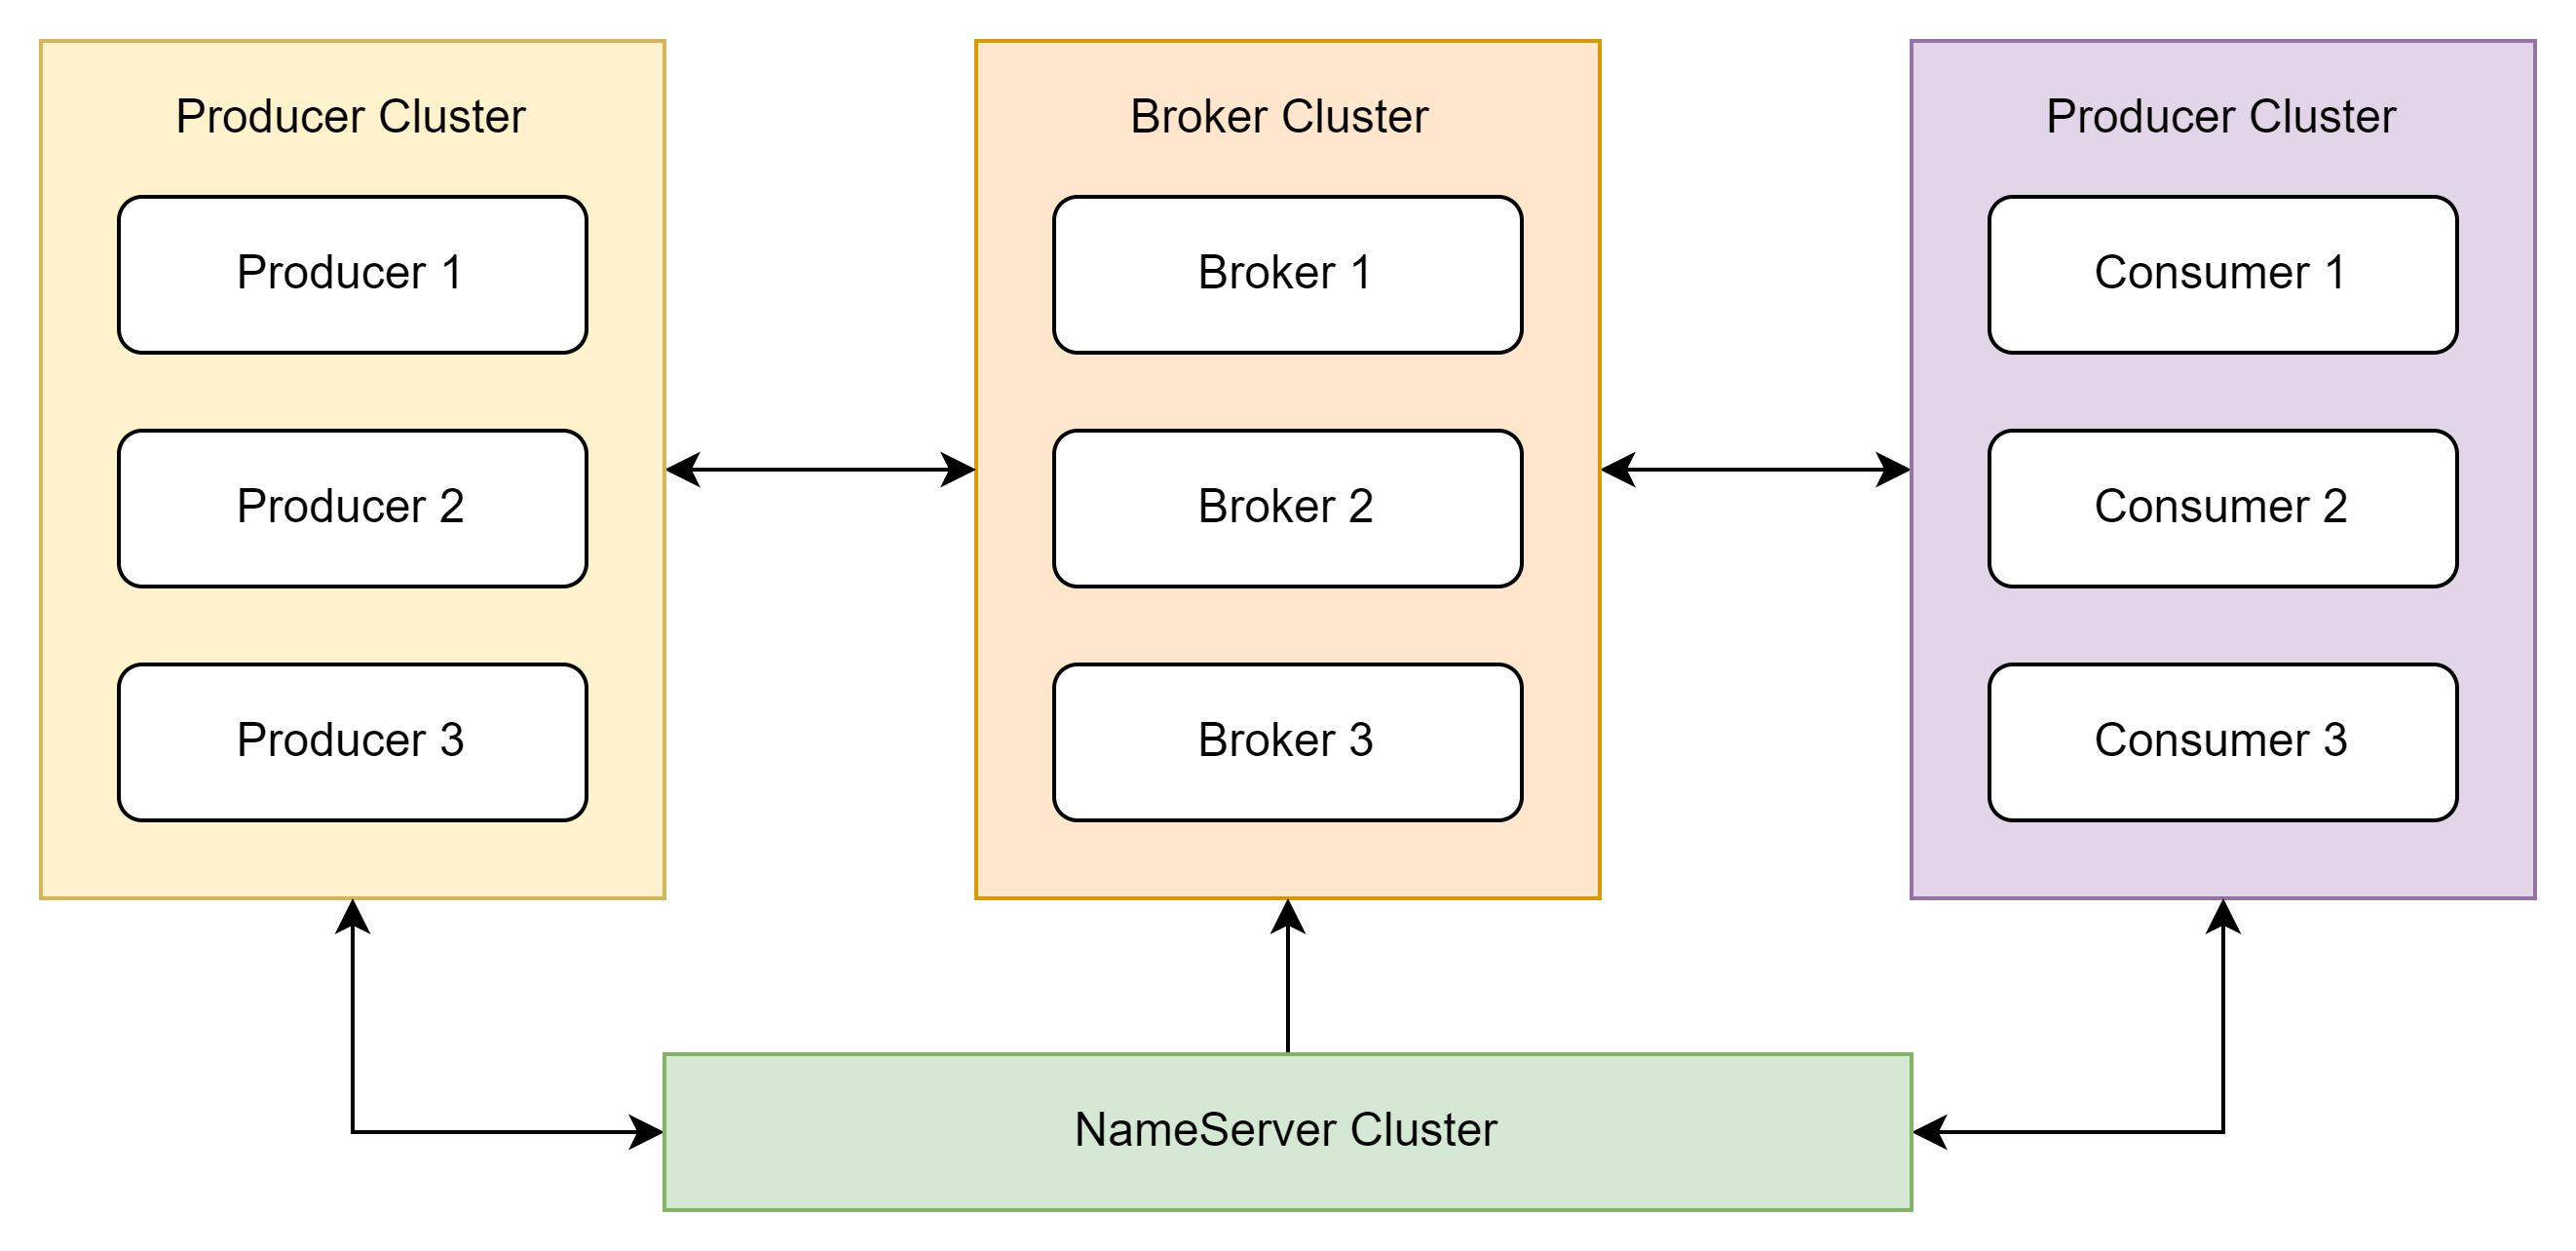 Producer Cluster
Producer 1
Producer 2
Producer 3
Broker Cluster
Broker 1
Broker 2
Broker 3
Producer Cluster
Consumer 1
Consumer 2
Consumer 3
NameServer Cluster